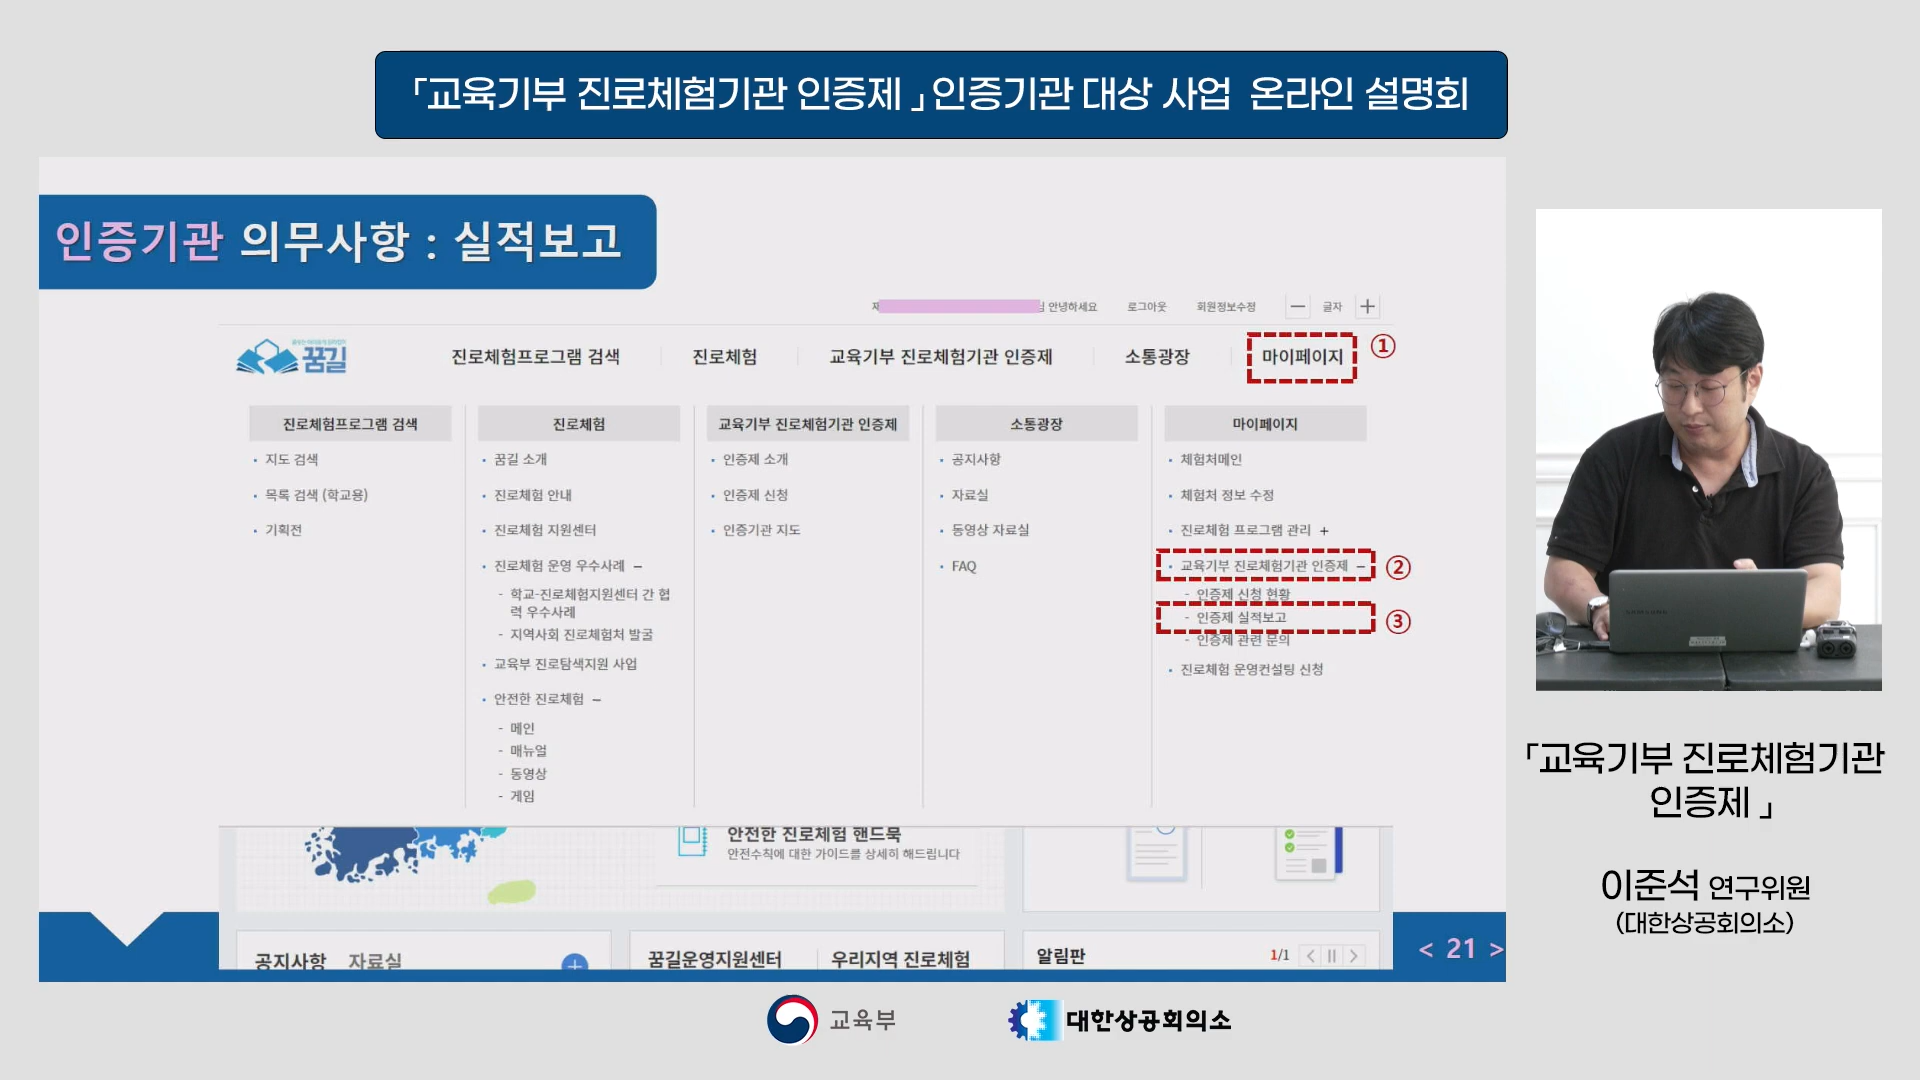 「교육기부 진로체험기관 인증제 」 인증기관 대상 사업 온라인 설명회
인증기관 의무사항 : 실적보고
안녕하세요 로그아웃 회원정보수정 글자
꿈길
진로체험프로그램 검색 진로체험 교육기부 진로체험기관 인증제 소통광장 마이페이지 ①
진로체험프로그램 검색
지도 검색
목록 검색 (학교용)
기획전
진로체험
꿈길 소개
진로체험 안내
진로체험 지원센터
진로체험 운영 우수사례 −
- 학교-진로체험지원센터 간 협
력 우수사례
- 지역사회 진로체험처 발굴
교육부 진로탐색지원 사업
안전한 진로체험 −
- 메인
- 매뉴얼
- 동영상
- 게임
교육기부 진로체험기관 인증제
인증제 소개
인증제 신청
인증기관 지도
소통광장
공지사항
자료실
동영상 자료실
FAQ
마이페이지
체험처메인
체험처 정보 수정
진로체험 프로그램 관리 +
교육기부 진로체험기관 인증제 − ②
- 인증제 신청 현황
- 인증제 실적보고 ③
- 인증제 관련 문의
진로체험 운영컨설팅 신청
안전한 진로체험 핸드북
안전수칙에 대한 가이드를 상세히 해드립니다
공지사항 자료실
꿈길운영지원센터 우리지역 진로체험
알림판 1/1
< 21 >
SAMSUNG
「교육기부 진로체험기관
인증제 」
이준석 연구위원
(대한상공회의소)
교육부
대한상공회의소